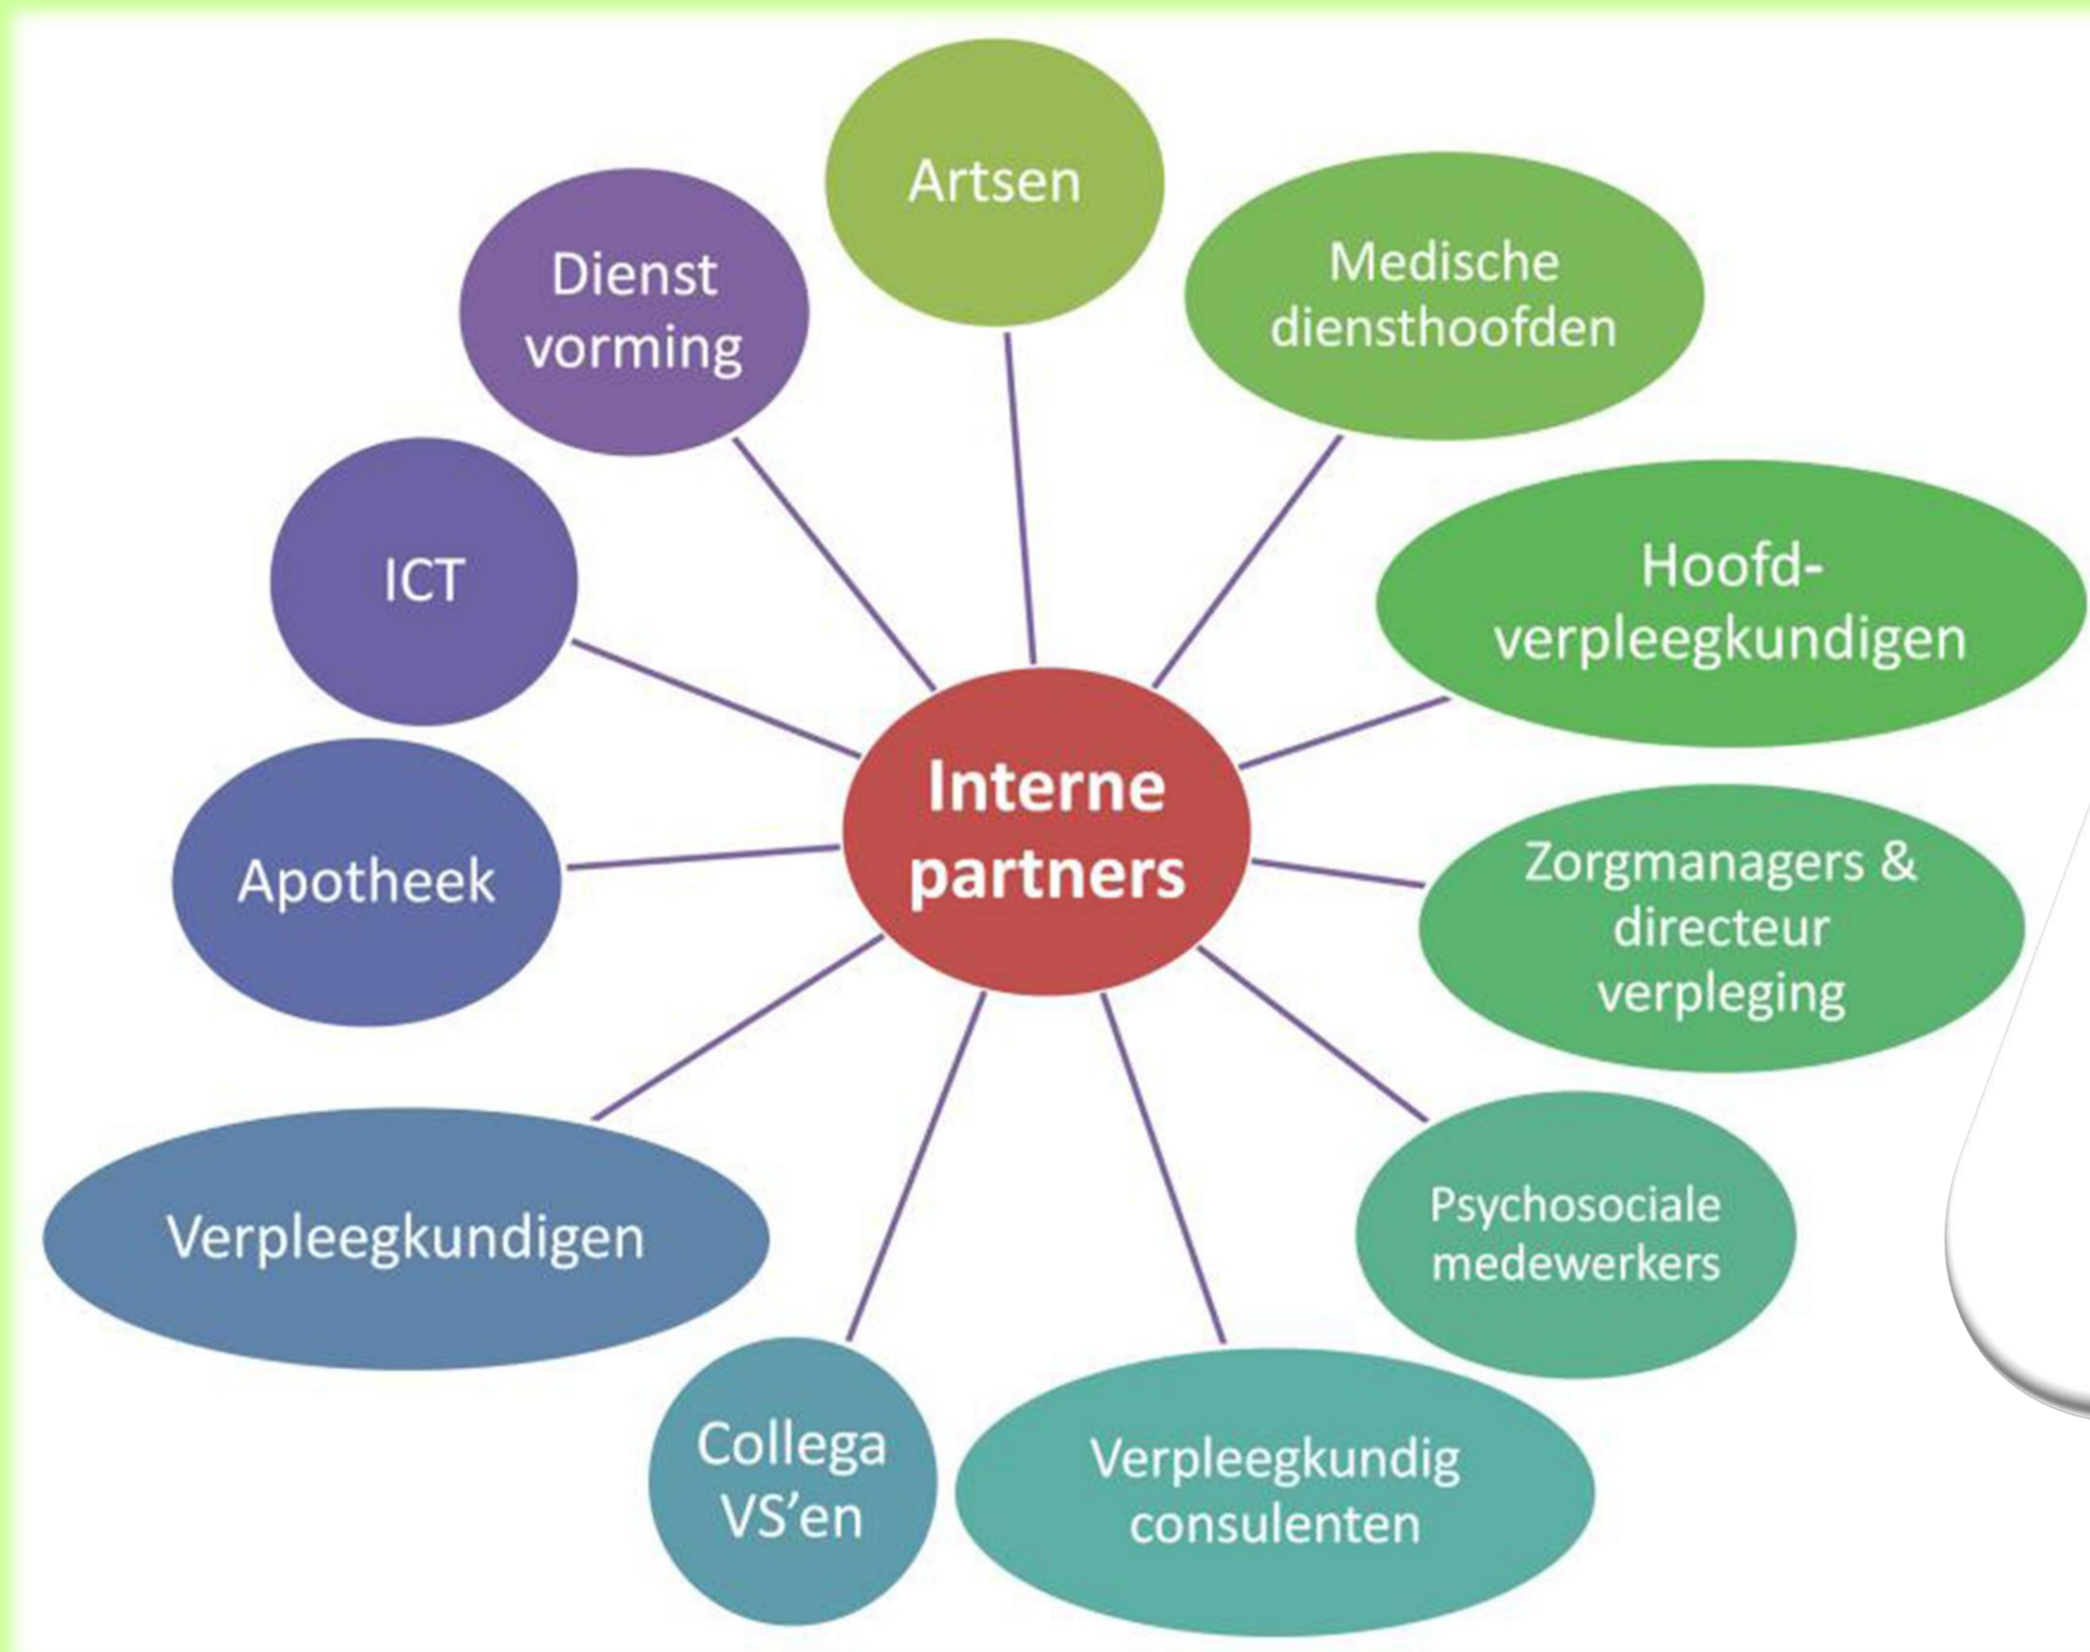 Artsen
Medische
diensthoofden
Hoofd-
verpleegkundigen
Zorgmanagers &
directeur
verpleging
Psychosociale
medewerkers
Verpleegkundig
consulenten
Collega
VS’en
Verpleegkundigen
Apotheek
ICT
Dienst
vorming
Interne
partners